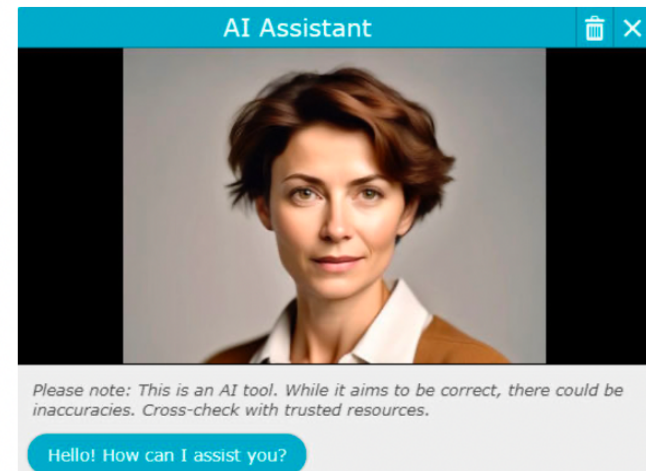 AI Assistant
Please note: This is an AI tool. While it aims to be correct, there could be
inaccuracies. Cross-check with trusted resources.
Hello! How can I assist you?